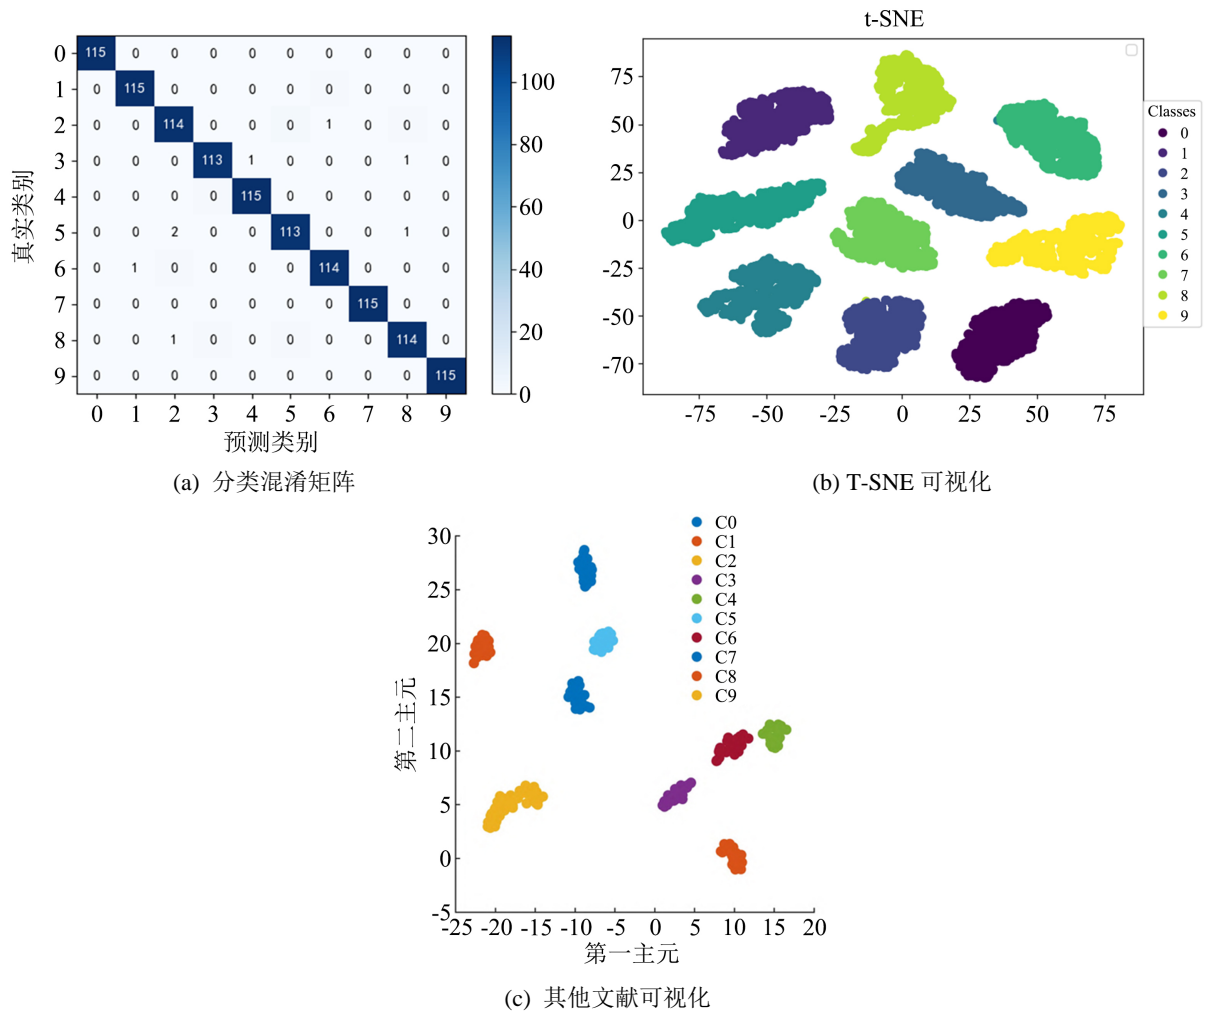 t-SNE
0 115 0 0 0 0 0 0 0 0 0
1 0 115 0 0 0 0 0 0 0 0
2 0 0 114 0 0 0 1 0 0 0
3 0 0 0 113 1 0 0 0 1 0
4 0 0 0 0 115 0 0 0 0 0
5 0 0 2 0 0 113 0 0 1 0
6 0 1 0 0 0 0 114 0 0 0
7 0 0 0 0 0 0 0 115 0 0
8 0 0 1 0 0 0 0 0 114 0
9 0 0 0 0 0 0 0 0 0 115
0 1 2 3 4 5 6 7 8 9
真实类别
预测类别
100
80
60
40
20
0
(a) 分类混淆矩阵
75
50
25
0
-25
-50
-70
-75 -50 -25 0 25 50 75
Classes
0
1
2
3
4
5
6
7
8
9
(b) T-SNE 可视化
30
25
20
15
10
5
0
-5
-25 -20 -15 -10 -5 0 5 10 15 20
第二主元
第一主元
C0
C1
C2
C3
C4
C5
C6
C7
C8
C9
(c) 其他文献可视化